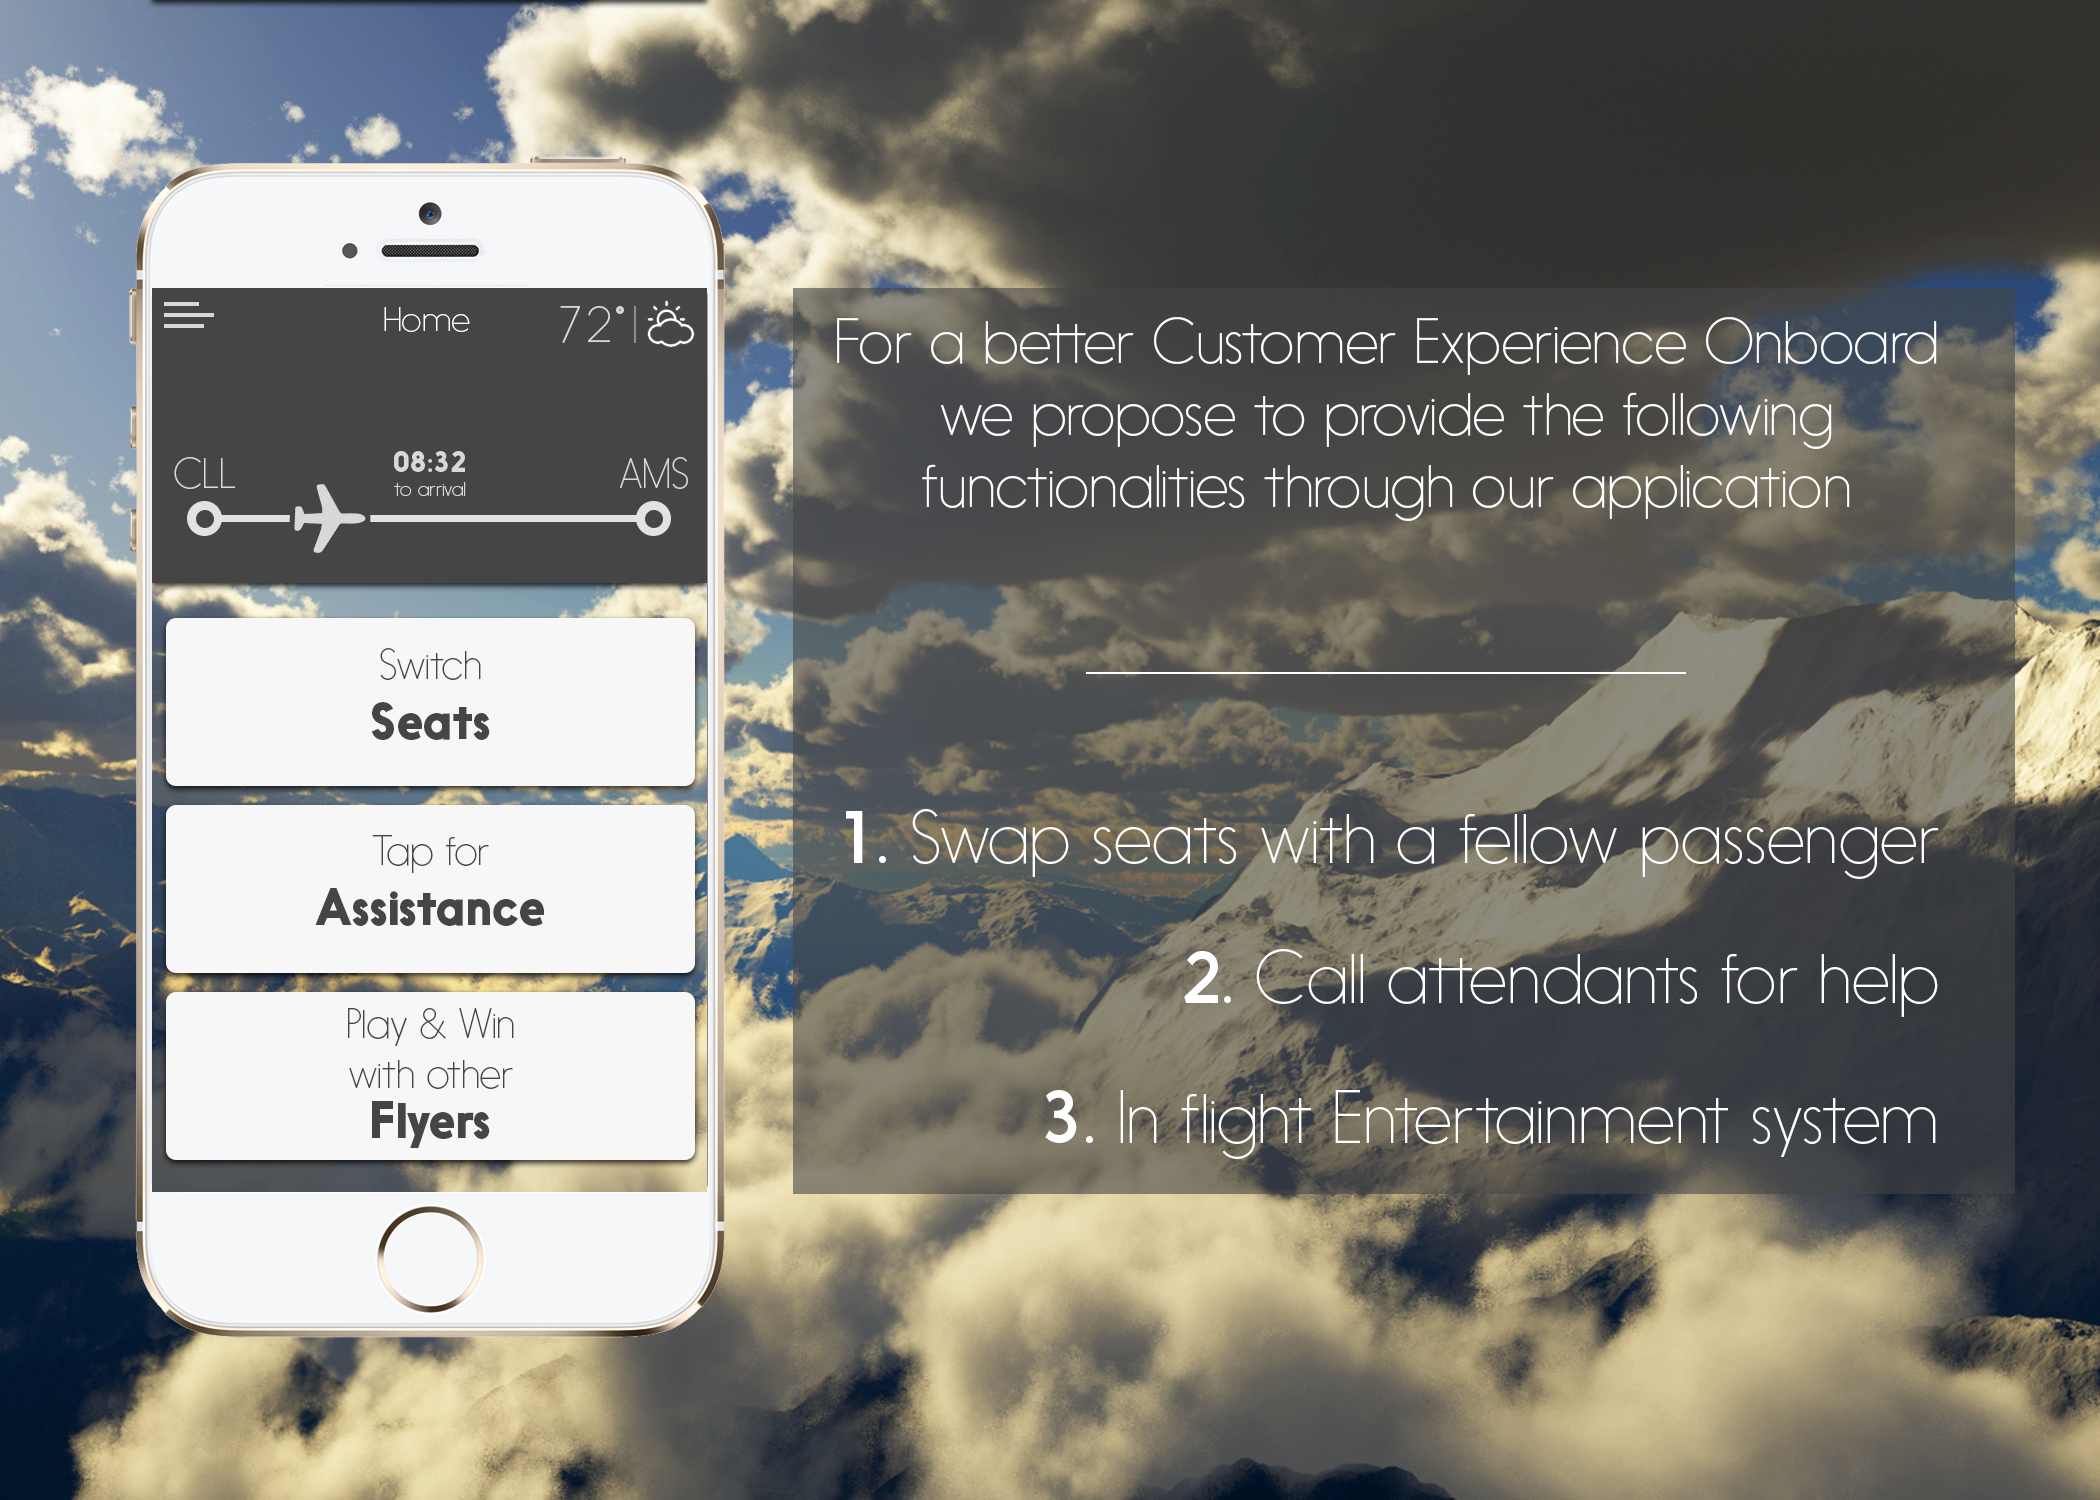 Home
72°
CLL
08:32
to arrival
AMS
Switch
Seats
Tap for
Assistance
Play & Win
with other
Flyers
For a better Customer Experience Onboard
we propose to provide the following
functionalities through our application
1. Swap seats with a fellow passenger
2. Call attendants for help
3. In flight Entertainment system